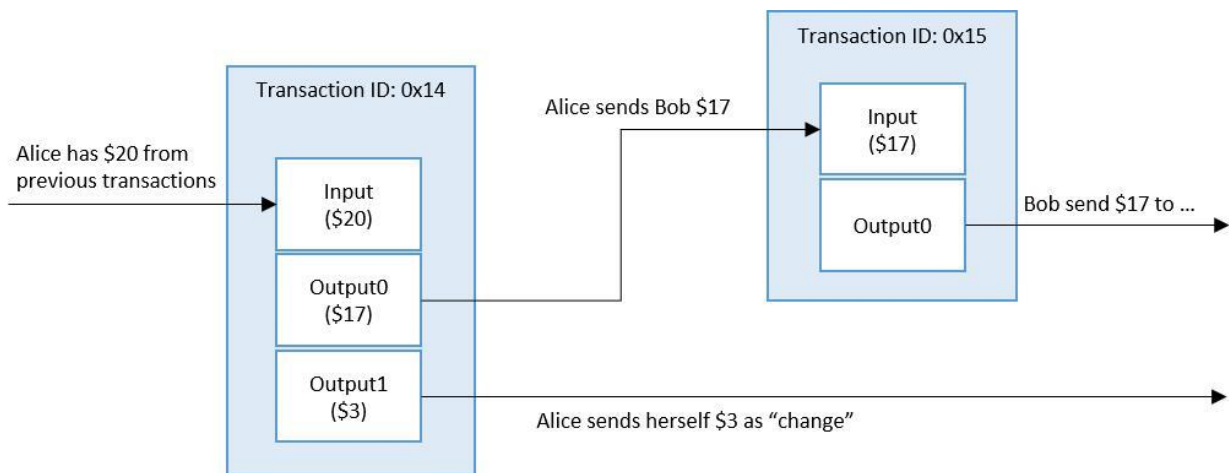 Alice has $20 from
previous transactions
Transaction ID: 0x14
Input
($20)
Output0
($17)
Output1
($3)
Alice sends Bob $17
Alice sends herself $3 as “change”
Transaction ID: 0x15
Input
($17)
Output0
Bob send $17 to ...